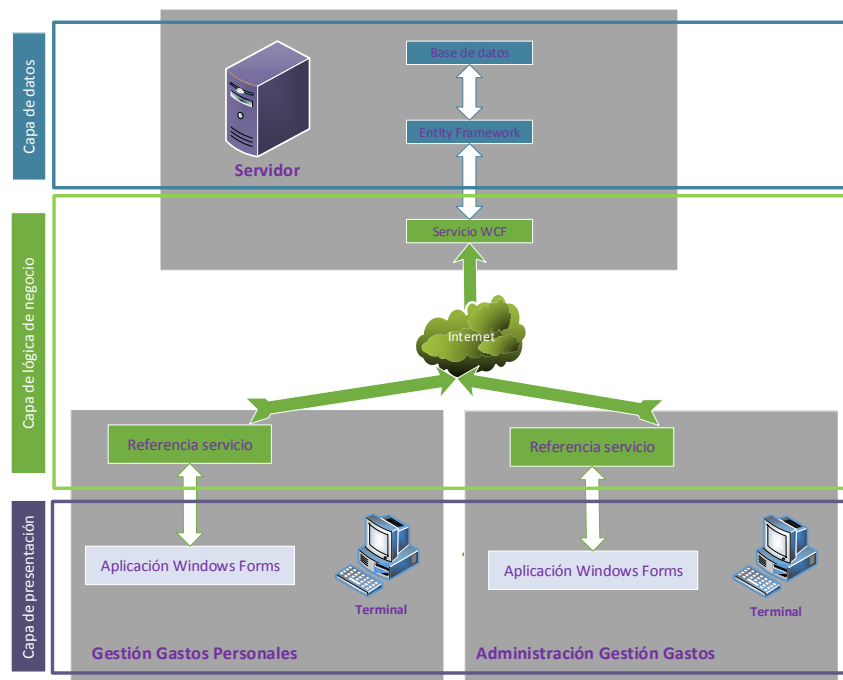 Capa de datos
Base de datos
Entity Framework
Servidor
Servicio WCF
Capa de lógica de negocio
Internet
Referencia servicio
Referencia servicio
Capa de presentación
Aplicación Windows Forms
Terminal
Aplicación Windows Forms
Terminal
Gestión Gastos Personales
Administración Gestión Gastos